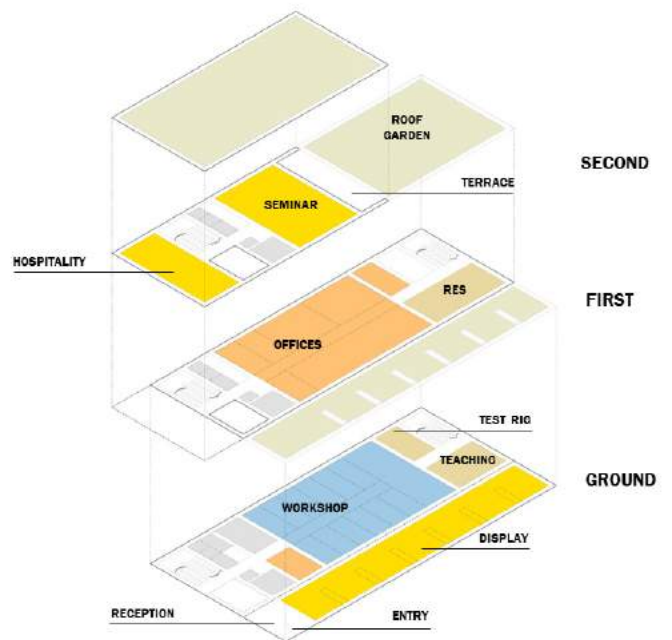 ROOF
GARDEN
SECOND
TERRACE
SEMINAR
HOSPITALITY
RES
FIRST
OFFICES
TEST RIG
TEACHING
GROUND
WORKSHOP
DISPLAY
RECEPTION
ENTRY